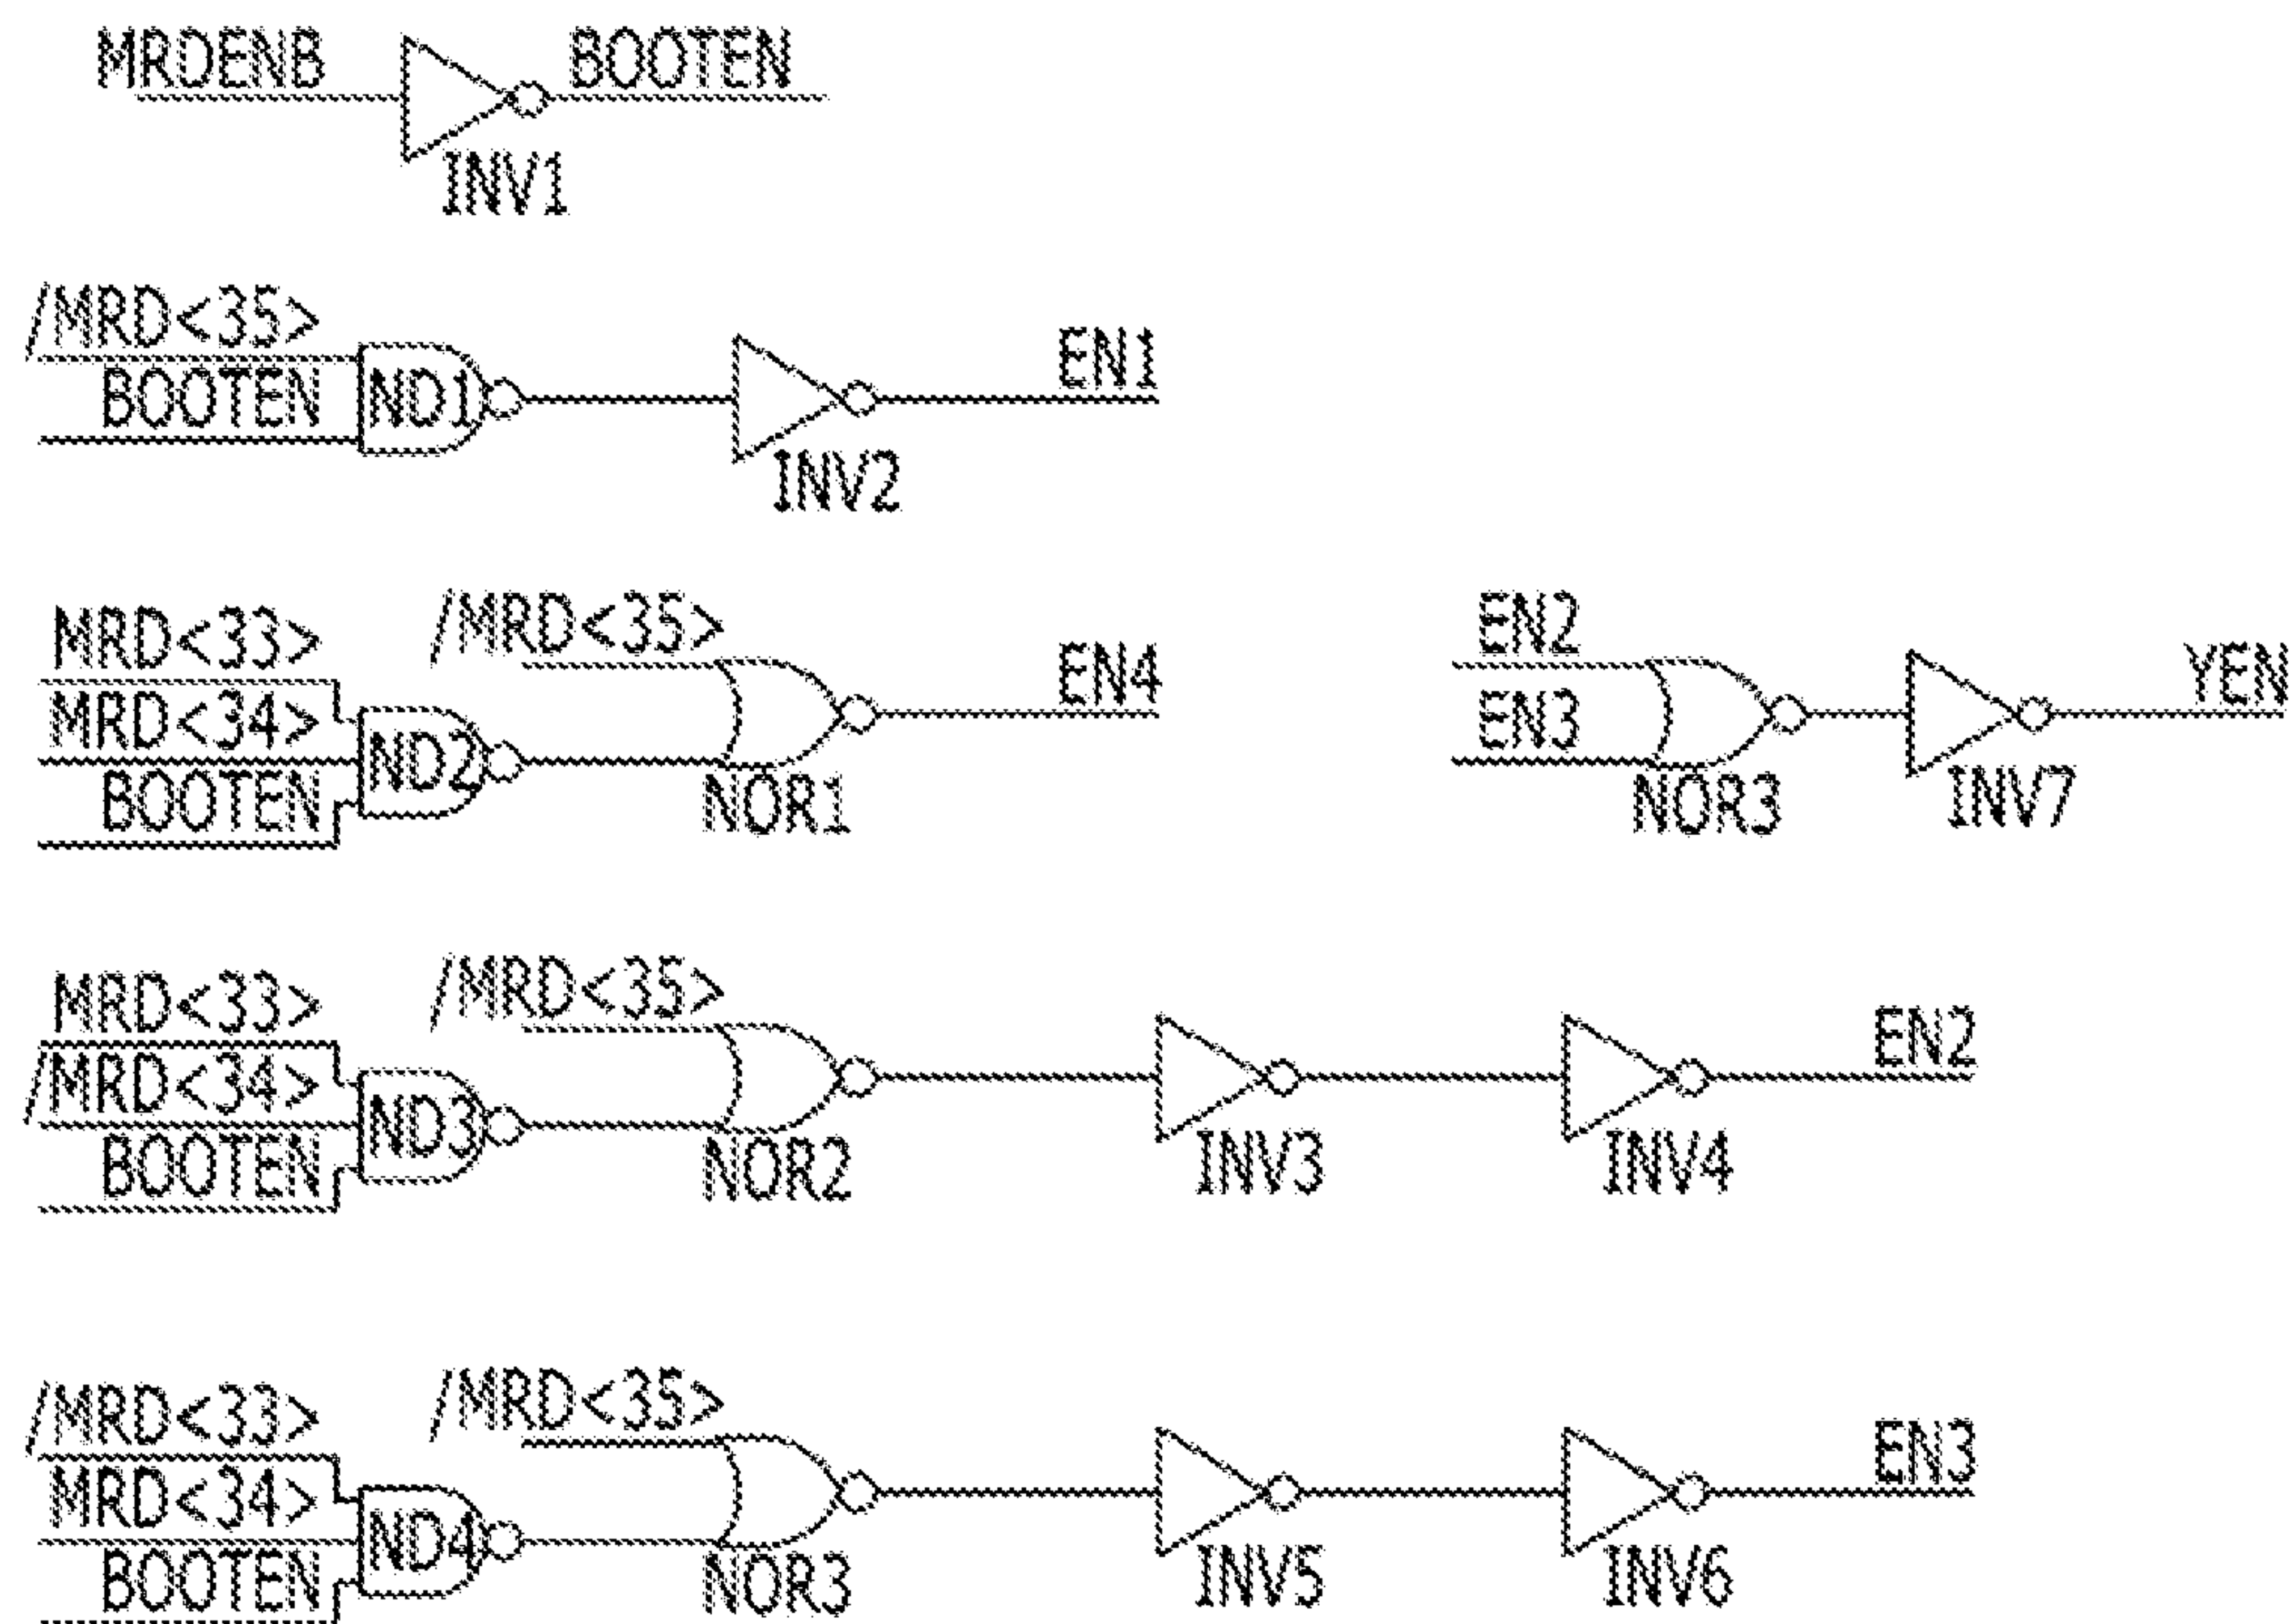 MRDENB
BOOTEN
INV1
/MRD<35>
BOOTEN
ND1
INV2
EN1
MRD<33>
MRD<34>
BOOTEN
ND2
/MRD<35>
NOR1
EN4
EN2
EN3
NOR3
INV7
YEN
MRD<33>
/MRD<34>
BOOTEN
ND3
/MRD<35>
NOR2
INV3
INV4
EN2
/MRD<33>
MRD<34>
BOOTEN
ND4
/MRD<35>
NOR3
INV5
INV6
EN3